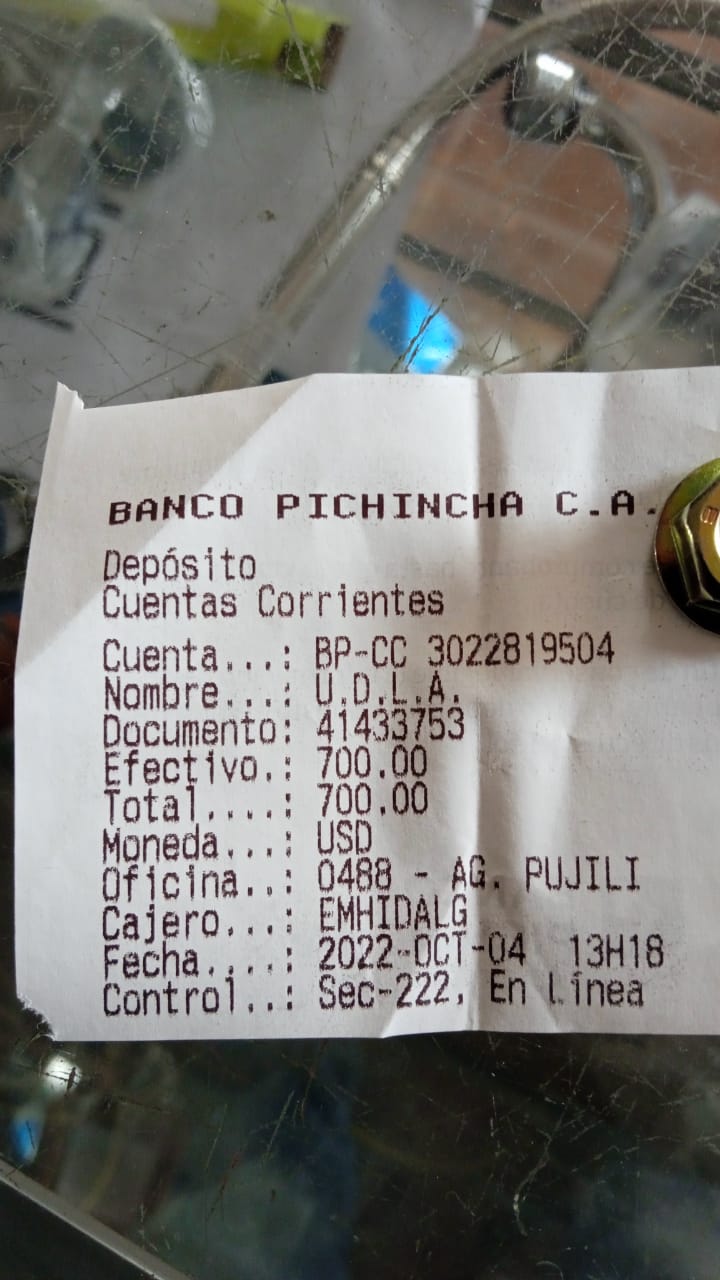 BANCO PICHINCHA C.A.
Depósito
Cuentas Corrientes
Cuenta...: BP-CC 3022819504
Nombre...: U.D.L.A.
Documento: 41433753
Efectivo.: 700.00
Total....: 700.00
Moneda...: USD
Oficina..: 0488 - AG. PUJILI
Cajero...: EMHIDALG
Fecha....: 2022-OCT-04 13H18
Control..: Sec-222, En Línea